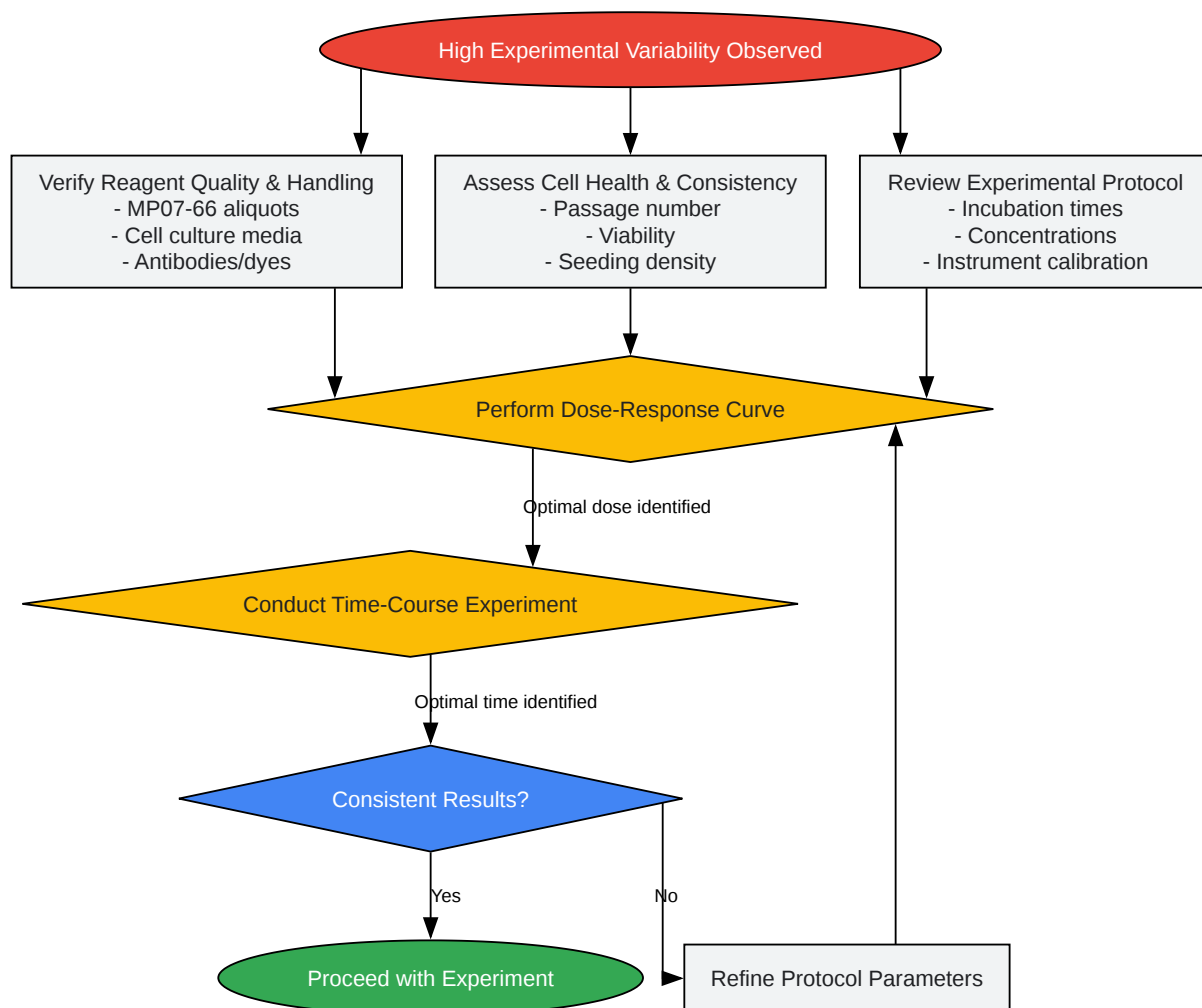 High Experimental Variability Observed
Verify Reagent Quality & Handling
- MP07-66 aliquots
- Cell culture media
- Antibodies/dyes
Assess Cell Health & Consistency
- Passage number
- Viability
- Seeding density
Review Experimental Protocol
- Incubation times
- Concentrations
- Instrument calibration
Perform Dose-Response Curve
Optimal dose identified
Conduct Time-Course Experiment
Optimal time identified
Consistent Results?
Yes
No
Proceed with Experiment
Refine Protocol Parameters